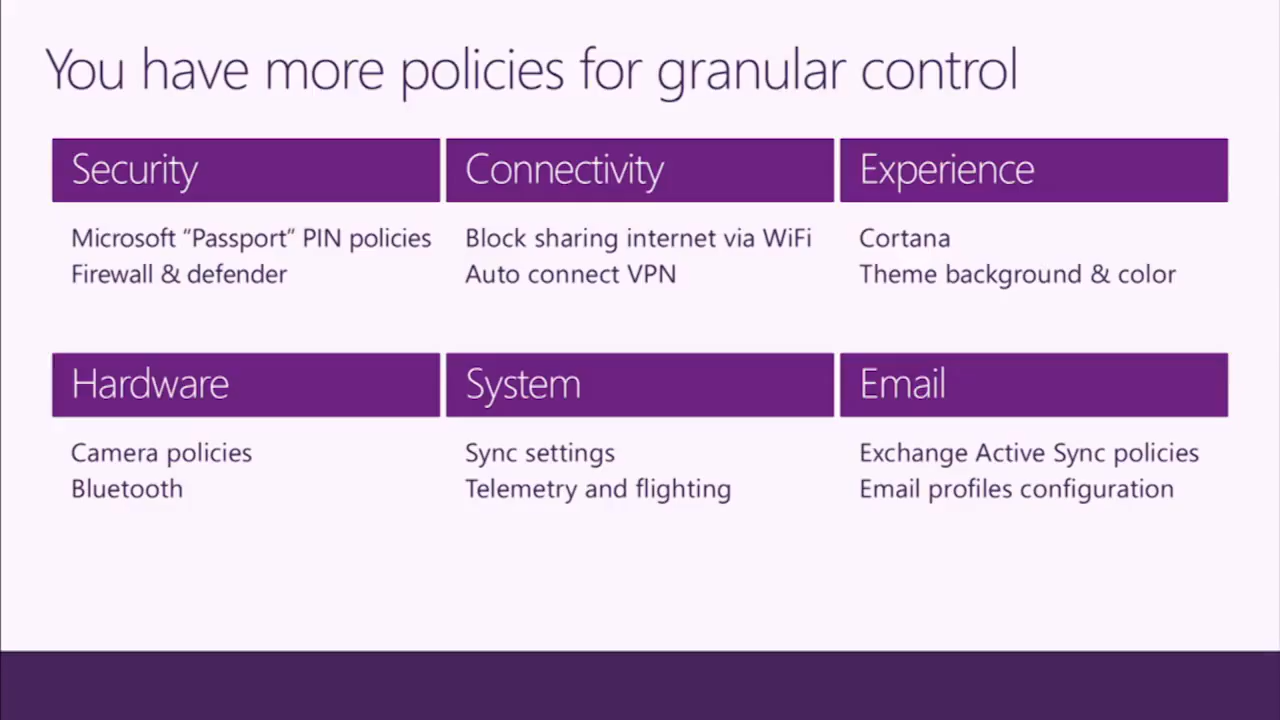 You have more policies for granular control
Security
Microsoft “Passport” PIN policies
Firewall & defender
Connectivity
Block sharing internet via WiFi
Auto connect VPN
Experience
Cortana
Theme background & color
Hardware
Camera policies
Bluetooth
System
Sync settings
Telemetry and flighting
Email
Exchange Active Sync policies
Email profiles configuration